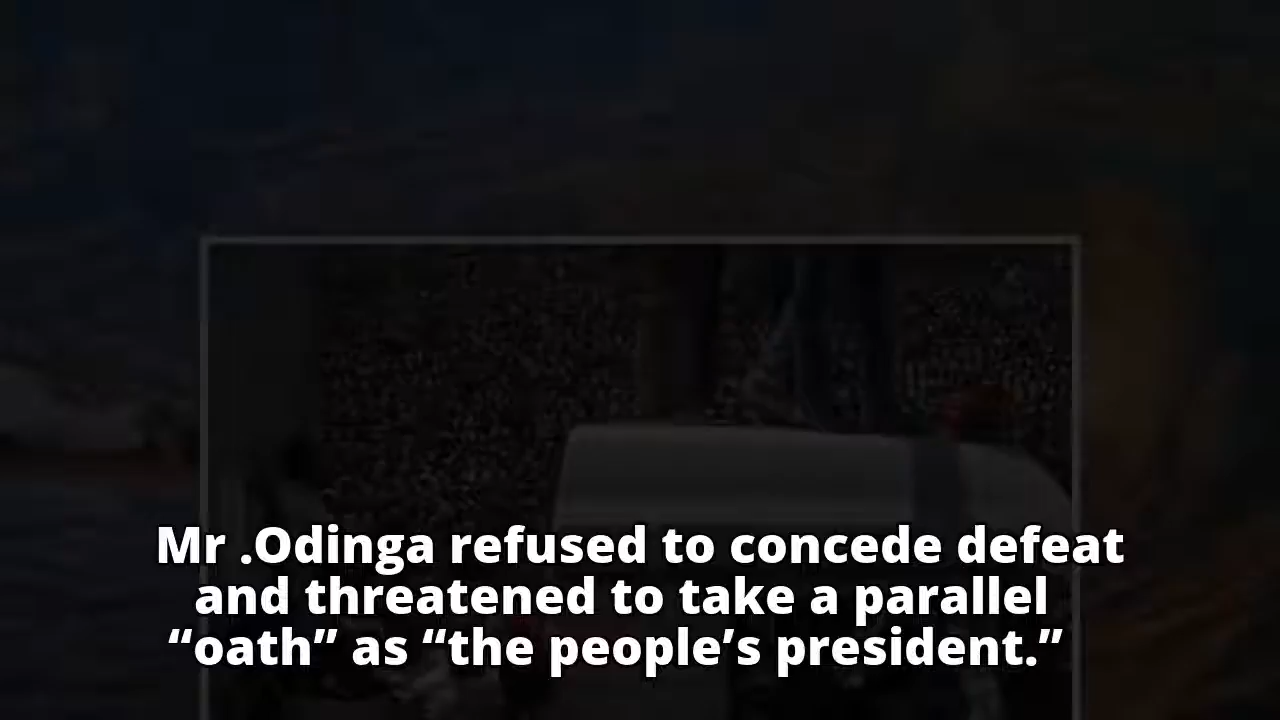 Mr .Odinga refused to concede defeat
and threatened to take a parallel
“oath” as “the people’s president.”